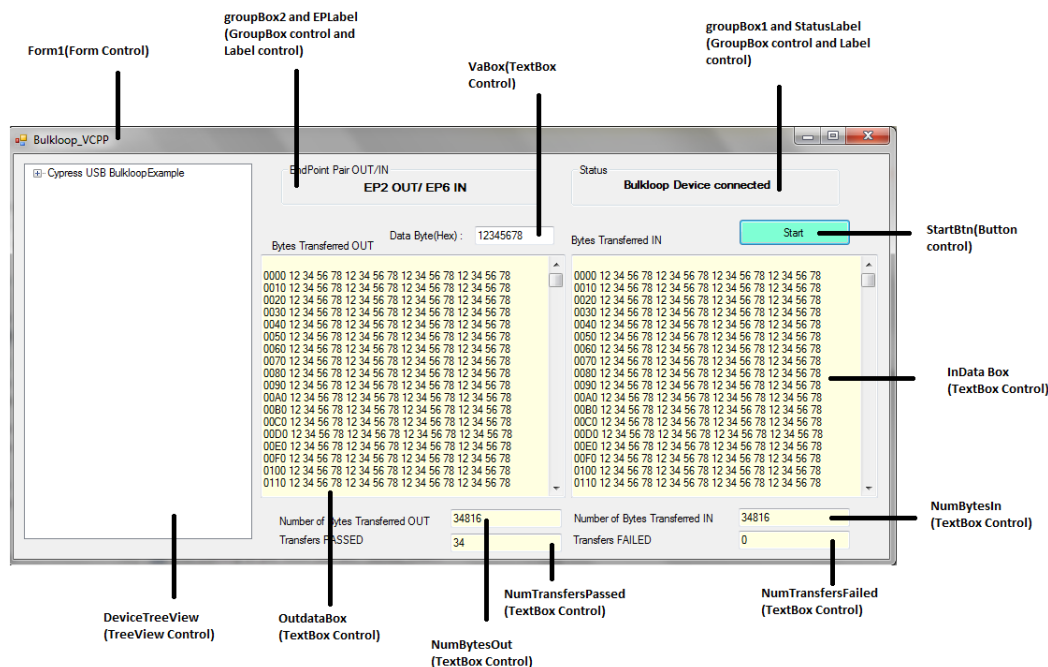 groupBox2 and EPLabel
(GroupBox control and
Label control)
groupBox1 and StatusLabel
(GroupBox control and Label
control)
Form1(Form Control)
VaBox(TextBox
Control)
Bulkloop_VCPP
Cypress USB BulkloopExample
EndPoint Pair OUT/IN
EP2 OUT/ EP6 IN
Status
Bulkloop Device connected
Bytes Transferred OUT
Data Byte(Hex) :
12345678
Bytes Transferred IN
Start
StartBtn(Button
control)
0000 12 34 56 78 12 34 56 78 12 34 56 78 12 34 56 78
0010 12 34 56 78 12 34 56 78 12 34 56 78 12 34 56 78
0020 12 34 56 78 12 34 56 78 12 34 56 78 12 34 56 78
0030 12 34 56 78 12 34 56 78 12 34 56 78 12 34 56 78
0040 12 34 56 78 12 34 56 78 12 34 56 78 12 34 56 78
0050 12 34 56 78 12 34 56 78 12 34 56 78 12 34 56 78
0060 12 34 56 78 12 34 56 78 12 34 56 78 12 34 56 78
0070 12 34 56 78 12 34 56 78 12 34 56 78 12 34 56 78
0080 12 34 56 78 12 34 56 78 12 34 56 78 12 34 56 78
0090 12 34 56 78 12 34 56 78 12 34 56 78 12 34 56 78
00A0 12 34 56 78 12 34 56 78 12 34 56 78 12 34 56 78
00B0 12 34 56 78 12 34 56 78 12 34 56 78 12 34 56 78
00C0 12 34 56 78 12 34 56 78 12 34 56 78 12 34 56 78
00D0 12 34 56 78 12 34 56 78 12 34 56 78 12 34 56 78
00E0 12 34 56 78 12 34 56 78 12 34 56 78 12 34 56 78
00F0 12 34 56 78 12 34 56 78 12 34 56 78 12 34 56 78
0100 12 34 56 78 12 34 56 78 12 34 56 78 12 34 56 78
0110 12 34 56 78 12 34 56 78 12 34 56 78 12 34 56 78
0000 12 34 56 78 12 34 56 78 12 34 56 78 12 34 56 78
0010 12 34 56 78 12 34 56 78 12 34 56 78 12 34 56 78
0020 12 34 56 78 12 34 56 78 12 34 56 78 12 34 56 78
0030 12 34 56 78 12 34 56 78 12 34 56 78 12 34 56 78
0040 12 34 56 78 12 34 56 78 12 34 56 78 12 34 56 78
0050 12 34 56 78 12 34 56 78 12 34 56 78 12 34 56 78
0060 12 34 56 78 12 34 56 78 12 34 56 78 12 34 56 78
0070 12 34 56 78 12 34 56 78 12 34 56 78 12 34 56 78
0080 12 34 56 78 12 34 56 78 12 34 56 78 12 34 56 78
0090 12 34 56 78 12 34 56 78 12 34 56 78 12 34 56 78
00A0 12 34 56 78 12 34 56 78 12 34 56 78 12 34 56 78
00B0 12 34 56 78 12 34 56 78 12 34 56 78 12 34 56 78
00C0 12 34 56 78 12 34 56 78 12 34 56 78 12 34 56 78
00D0 12 34 56 78 12 34 56 78 12 34 56 78 12 34 56 78
00E0 12 34 56 78 12 34 56 78 12 34 56 78 12 34 56 78
00F0 12 34 56 78 12 34 56 78 12 34 56 78 12 34 56 78
0100 12 34 56 78 12 34 56 78 12 34 56 78 12 34 56 78
0110 12 34 56 78 12 34 56 78 12 34 56 78 12 34 56 78
InData Box
(TextBox Control)
Number of Bytes Transferred OUT
34816
Number of Bytes Transferred IN
34816
NumBytesIn
(TextBox Control)
Transfers PASSED
34
Transfers FAILED
0
NumTransfersPassed
(TextBox Control)
NumTransfersFailed
(TextBox Control)
DeviceTreeView
(TreeView Control)
OutdataBox
(TextBox Control)
NumBytesOut
(TextBox Control)